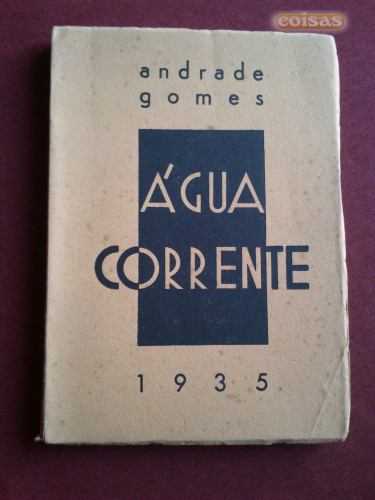 coisas
andrade
gomes
ÁGUA
CORRENTE
1935